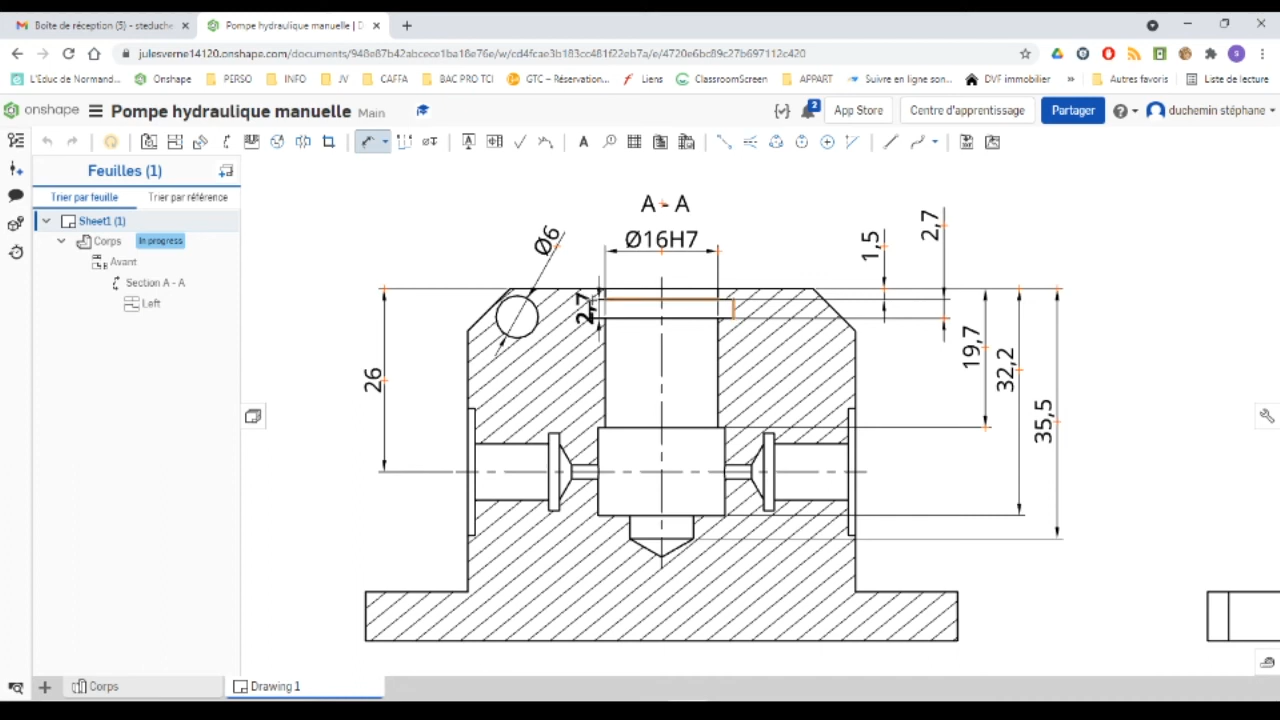 Boîte de réception (5) - steduche
Pompe hydraulique manuelle | D
julesverne14120.onshape.com/documents/948e87b42abcece1ba18e76e/w/cd4fcae3b183cc481f22eb7a/e/4720e6bc89c27b697112c420
L'Educ de Normand...
Onshape
PERSO
INFO
JV
CAFFA
BAC PRO TCI
GTC – Réservation...
Liens
ClassroomScreen
APPART
Suivre en ligne son...
DVF immobilier
»
Autres favoris
Liste de lecture
onshape
Pompe hydraulique manuelle
Main
2
App Store
Centre d'apprentissage
Partager
duchemin stéphane
Feuilles (1)
Trier par feuille
Trier par référence
Sheet1 (1)
Corps
In progress
Avant
Section A - A
Left
A - A
Ø6
Ø16H7
1,5
2,7
2,7
26
19,7
32,2
35,5
Corps
Drawing 1